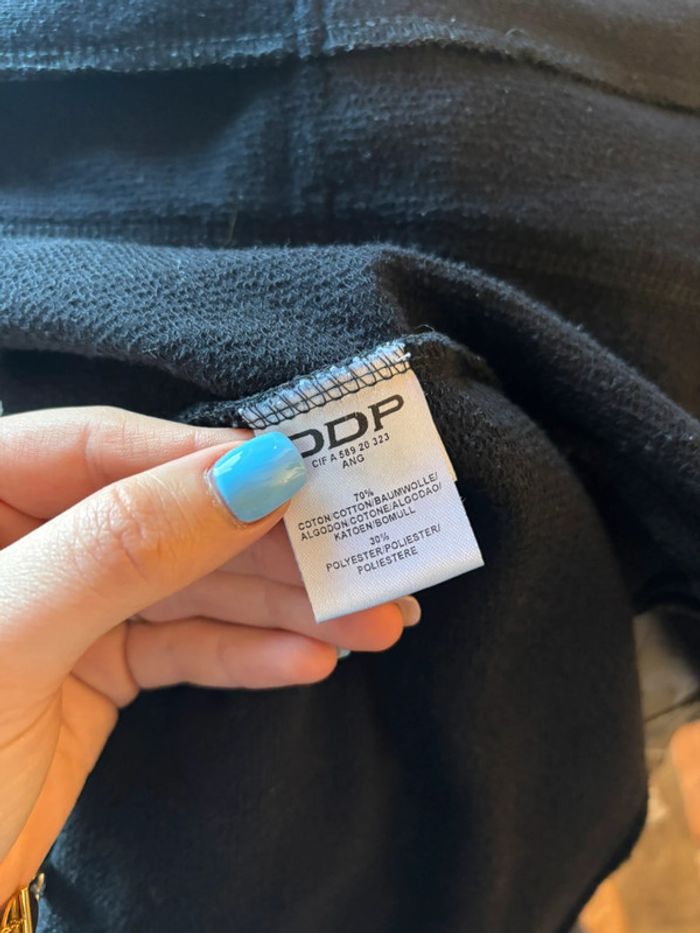 DDP
CIF A 589 20 323
ANG
70%
COTON/COTTON/BAUMWOLLE/
ALGODON/COTONE/ALGODAO/
KATOEN/BOMULL
30%
POLYESTER/POLIESTER/
POLIESTERE